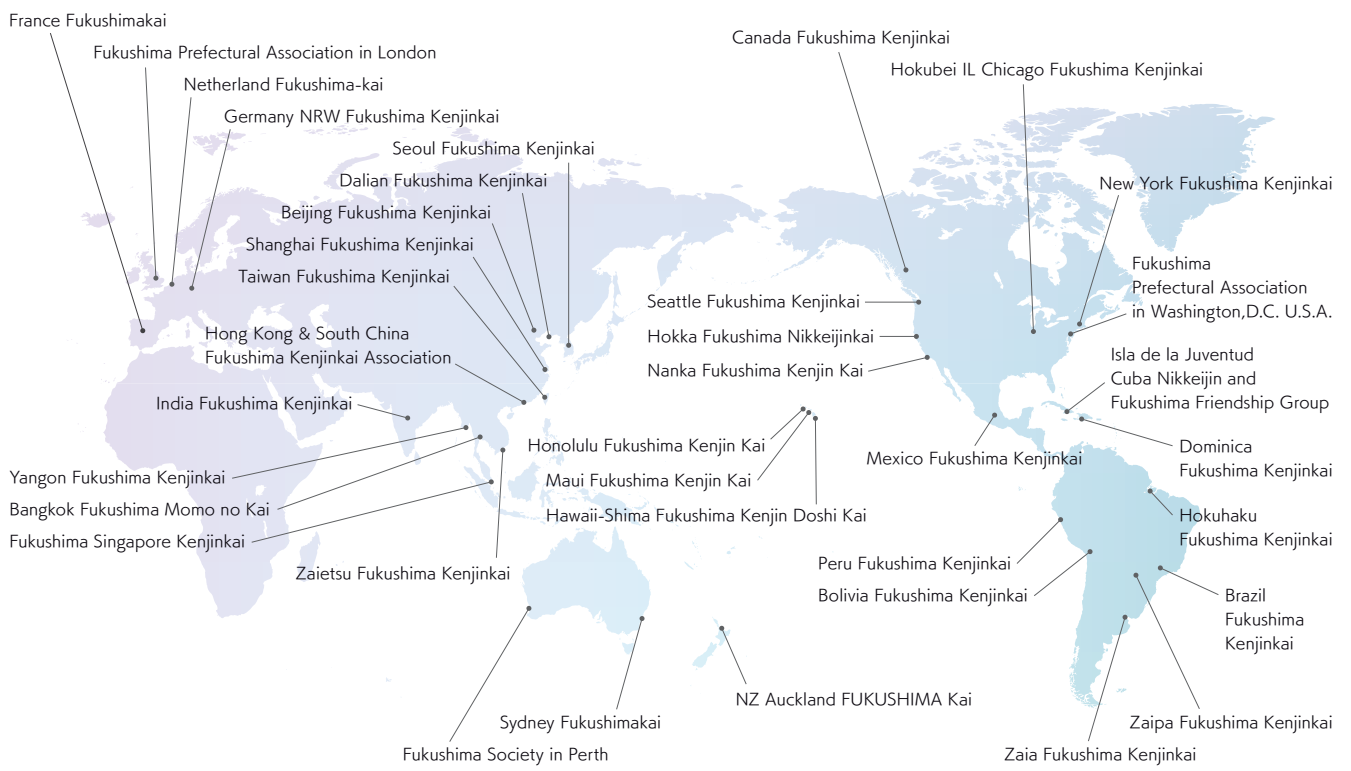 France Fukushimakai
Fukushima Prefectural Association in London
Netherland Fukushima-kai
Germany NRW Fukushima Kenjinkai
Seoul Fukushima Kenjinkai
Dalian Fukushima Kenjinkai
Beijing Fukushima Kenjinkai
Shanghai Fukushima Kenjinkai
Taiwan Fukushima Kenjinkai
Hong Kong & South China
Fukushima Kenjinkai Association
India Fukushima Kenjinkai
Yangon Fukushima Kenjinkai
Bangkok Fukushima Momo no Kai
Fukushima Singapore Kenjinkai
Zaietsu Fukushima Kenjinkai
Sydney Fukushimakai
Fukushima Society in Perth
NZ Auckland FUKUSHIMA Kai
Canada Fukushima Kenjinkai
Hokubei IL Chicago Fukushima Kenjinkai
New York Fukushima Kenjinkai
Fukushima
Prefectural Association
in Washington,D.C. U.S.A.
Seattle Fukushima Kenjinkai
Hokka Fukushima Nikkeijinkai
Nanka Fukushima Kenjin Kai
Isla de la Juventud
Cuba Nikkeijin and
Fukushima Friendship Group
Honolulu Fukushima Kenjin Kai
Maui Fukushima Kenjin Kai
Hawaii-Shima Fukushima Kenjin Doshi Kai
Mexico Fukushima Kenjinkai
Dominica
Fukushima Kenjinkai
Hokuhaku
Fukushima Kenjinkai
Peru Fukushima Kenjinkai
Bolivia Fukushima Kenjinkai
Brazil
Fukushima
Kenjinkai
Zaipa Fukushima Kenjinkai
Zaia Fukushima Kenjinkai